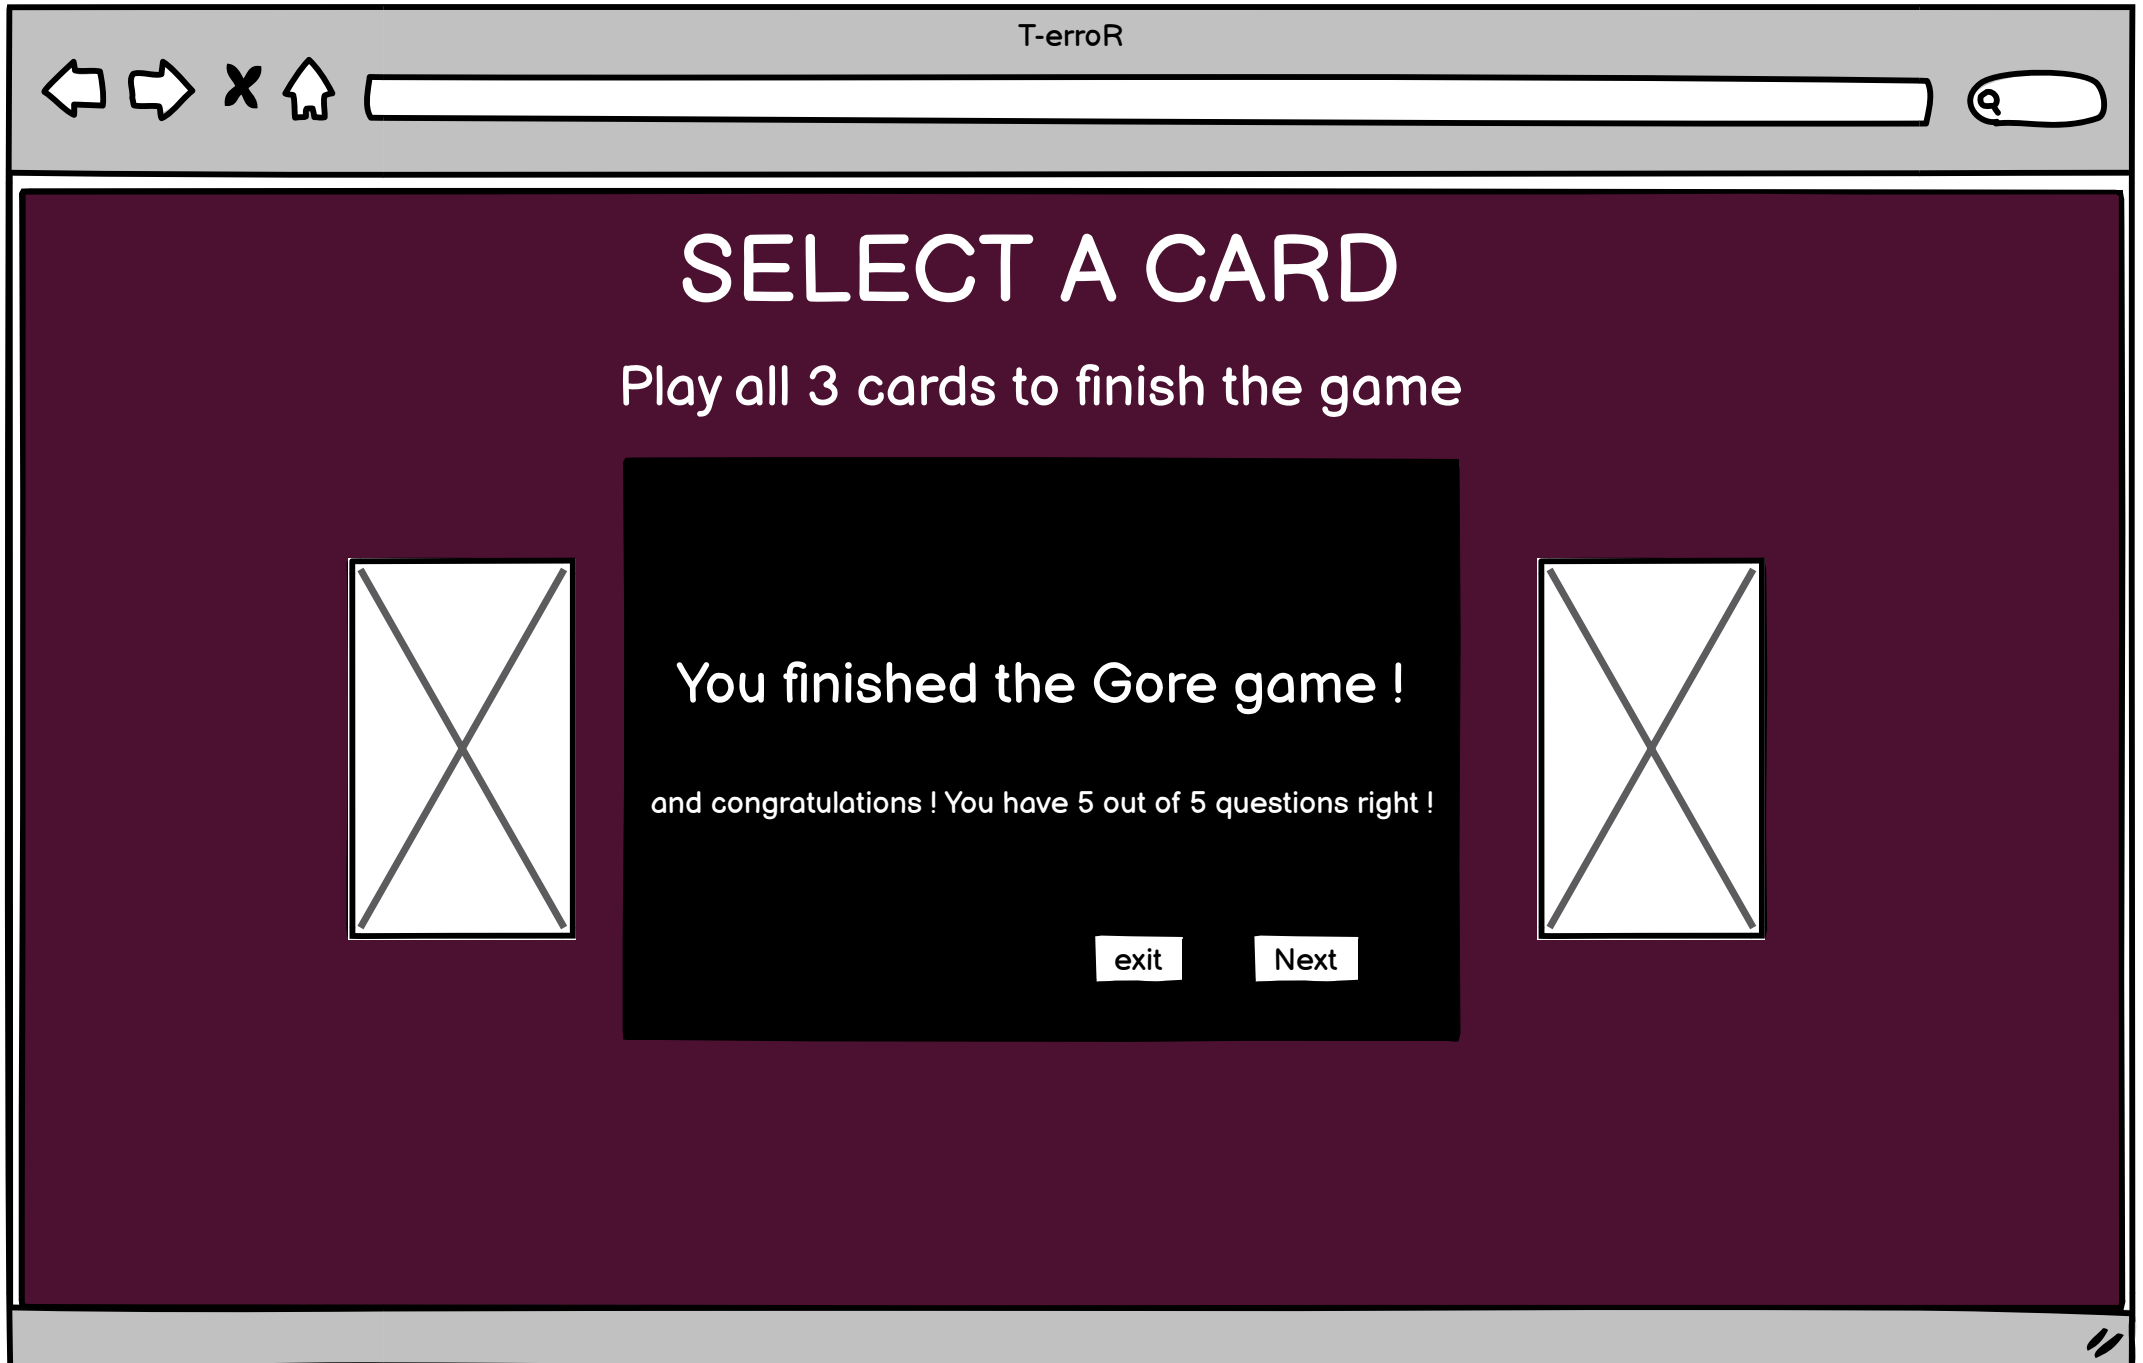 T-erroR
SELECT A CARD
Play all 3 cards to finish the game
You finished the Gore game !
and congratulations ! You have 5 out of 5 questions right !
exit
Next